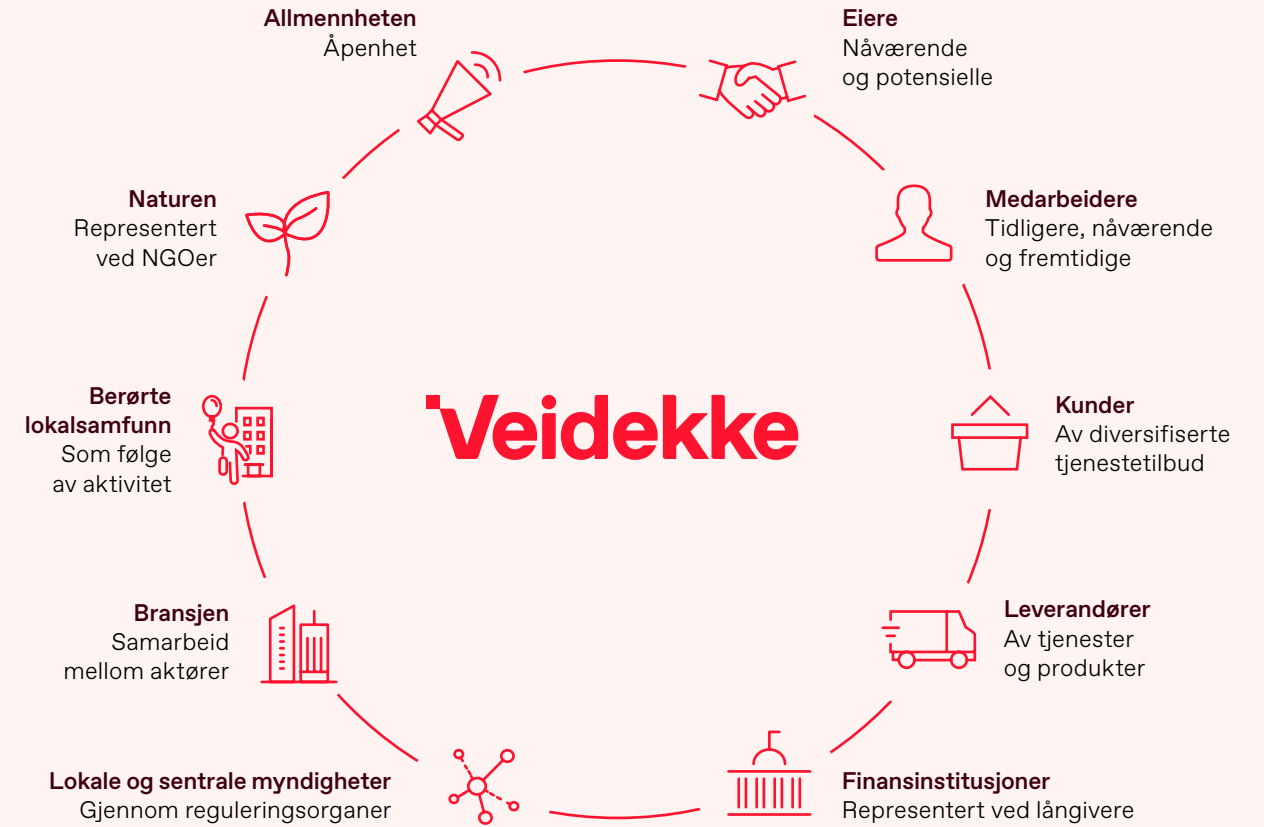 Allmennheten
Åpenhet
Eiere
Nåværende
og potensielle
Medarbeidere
Tidligere, nåværende
og fremtidige
Kunder
Av diversifiserte
tjenestetilbud
Leverandører
Av tjenester
og produkter
Finansinstitusjoner
Representert ved långivere
Lokale og sentrale myndigheter
Gjennom reguleringsorganer
Bransjen
Samarbeid
mellom aktører
Berørte
lokalsamfunn
Som følge
av aktivitet
Naturen
Representert
ved NGOer
Veidekke